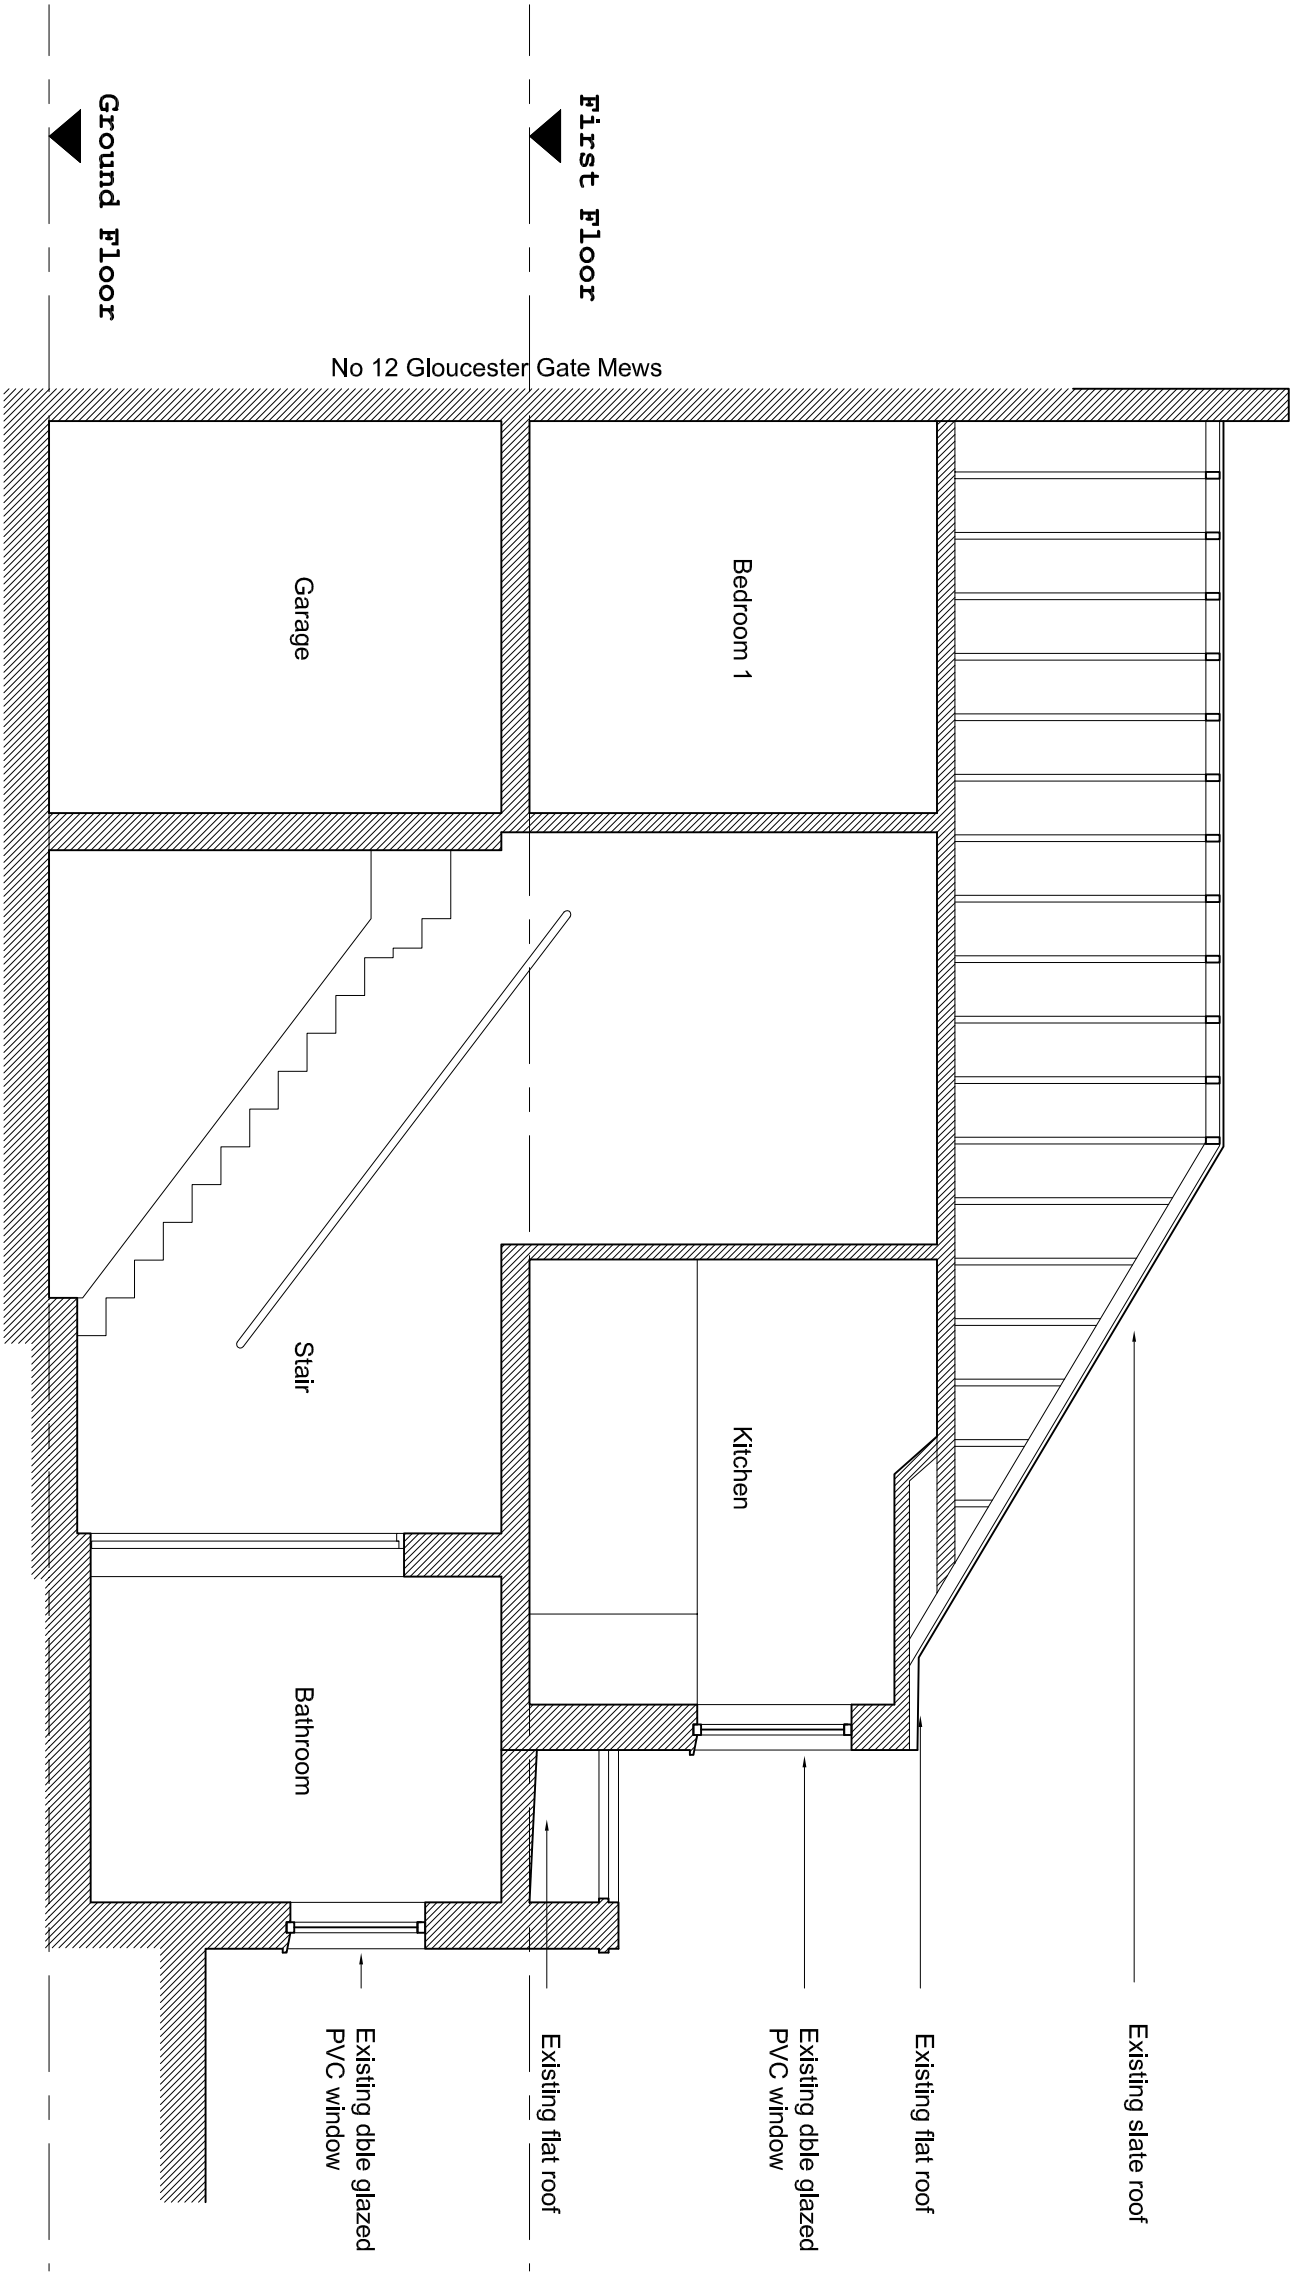 No 12 Gloucester Gate Mews
First Floor
Ground Floor
Bedroom 1
Garage
Kitchen
Stair
Bathroom
Existing slate roof
Existing flat roof
Existing dble glazed
PVC window
Existing flat roof
Existing dble glazed
PVC window